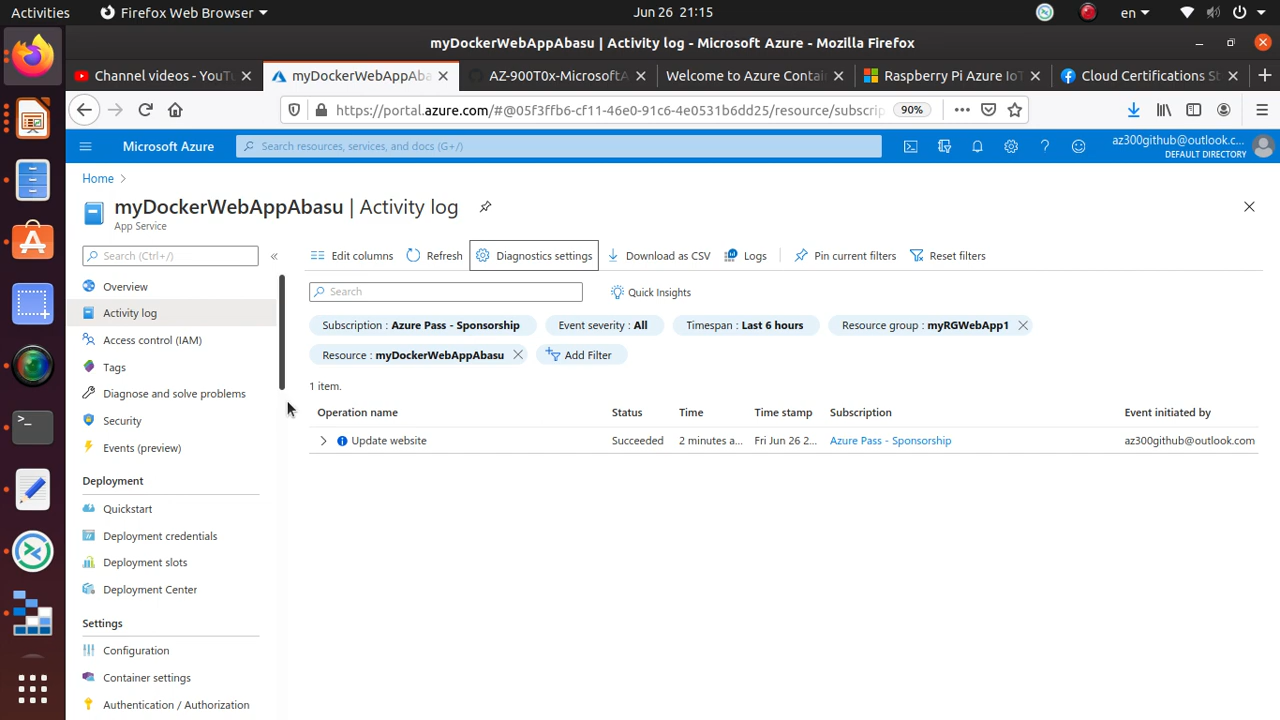 Activities Firefox Web Browser Jun 26 21:15 en
myDockerWebAppAbasu | Activity log - Microsoft Azure - Mozilla Firefox
Channel videos - YouTu myDockerWebAppAba AZ-900T0x-MicrosoftA Welcome to Azure Contain Raspberry Pi Azure IoT Cloud Certifications St
https://portal.azure.com/#@05f3ffb6-cf11-46e0-91c6-4e0531b6dd25/resource/subscrip 90%
Microsoft Azure Search resources, services, and docs (G+/) az300github@outlook.c...
DEFAULT DIRECTORY
Home
myDockerWebAppAbasu | Activity log
App Service
Search (Ctrl+/) Edit columns Refresh Diagnostics settings Download as CSV Logs Pin current filters Reset filters
Overview
Activity log
Access control (IAM)
Tags
Diagnose and solve problems
Security
Events (preview)
Deployment
Quickstart
Deployment credentials
Deployment slots
Deployment Center
Settings
Configuration
Container settings
Authentication / Authorization
Search Quick Insights
Subscription : Azure Pass - Sponsorship Event severity : All Timespan : Last 6 hours Resource group : myRGWebApp1
Resource : myDockerWebAppAbasu Add Filter
1 item.
Operation name Status Time Time stamp Subscription Event initiated by
Update website Succeeded 2 minutes a... Fri Jun 26 2... Azure Pass - Sponsorship az300github@outlook.com